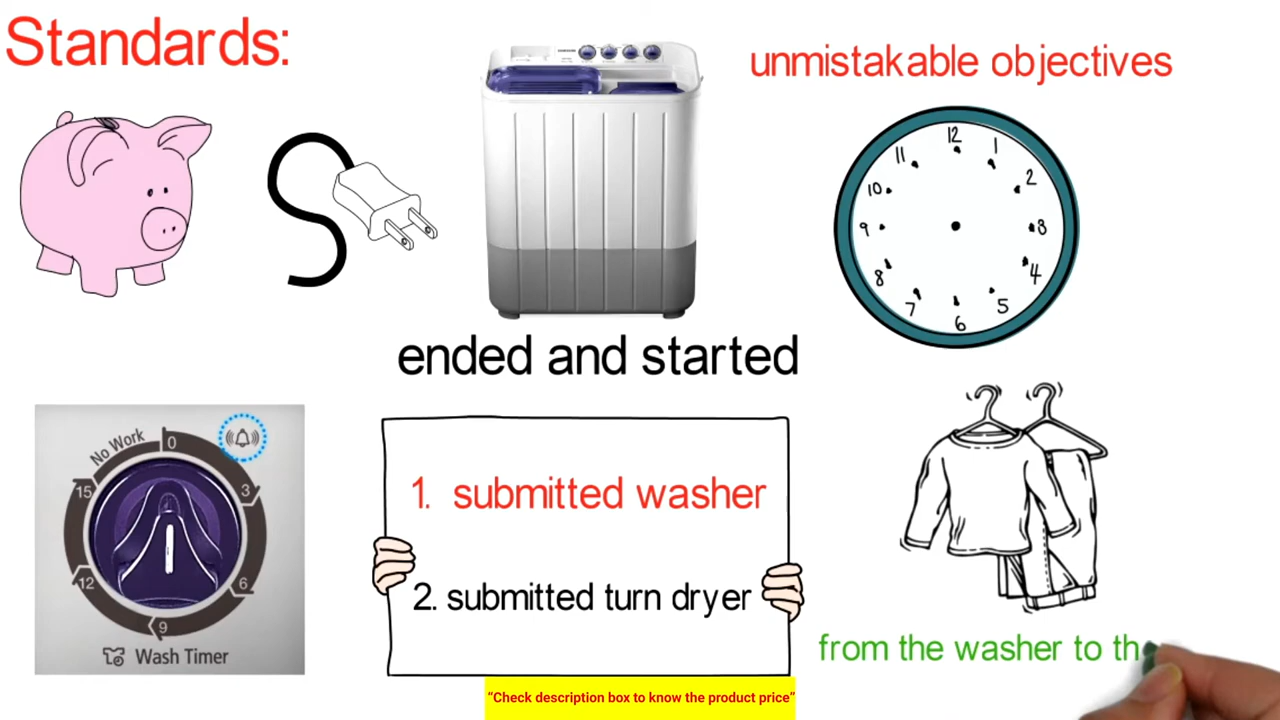 Standards:
unmistakable objectives
12
1
11
2
10
9
3
8
4
7
5
6
ended and started
No Work
0
3
15
12
6
9
Wash Timer
1. submitted washer
2. submitted turn dryer
from the washer to th
"Check description box to know the product price"